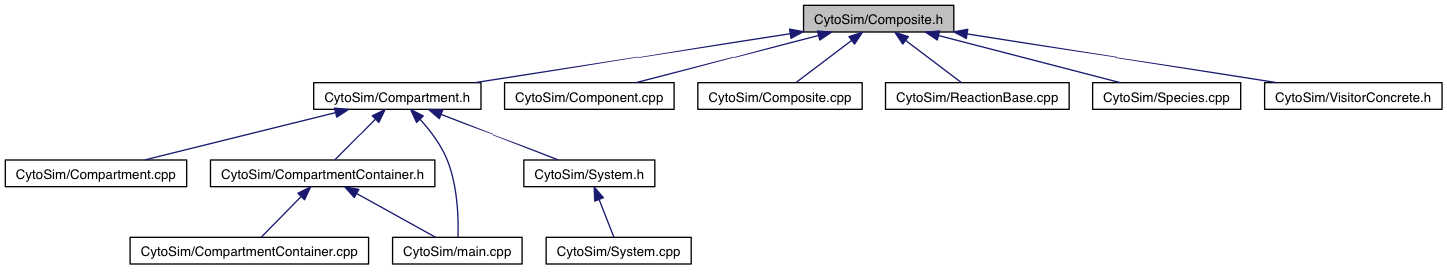 CytoSim/Composite.h
CytoSim/Compartment.h
CytoSim/Component.cpp
CytoSim/Composite.cpp
CytoSim/ReactionBase.cpp
CytoSim/Species.cpp
CytoSim/VisitorConcrete.h
CytoSim/Compartment.cpp
CytoSim/CompartmentContainer.h
CytoSim/System.h
CytoSim/CompartmentContainer.cpp
CytoSim/main.cpp
CytoSim/System.cpp